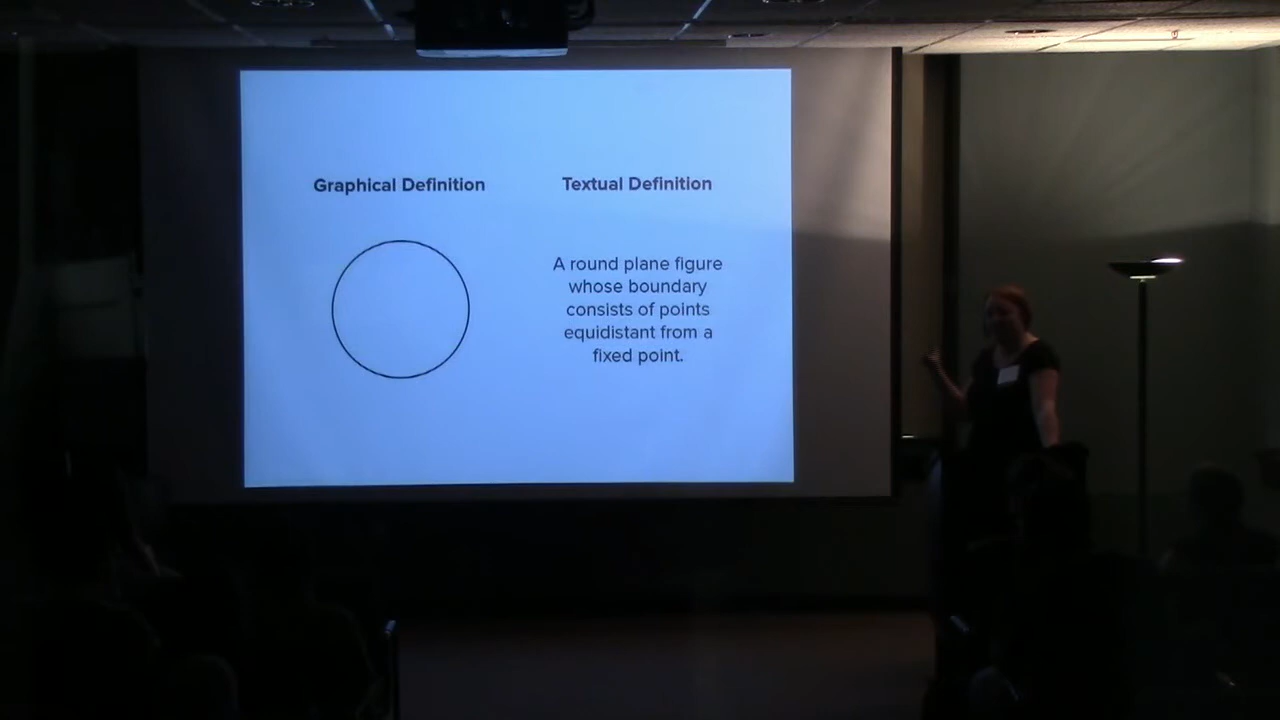 Graphical Definition
Textual Definition
A round plane figure
whose boundary
consists of points
equidistant from a
fixed point.